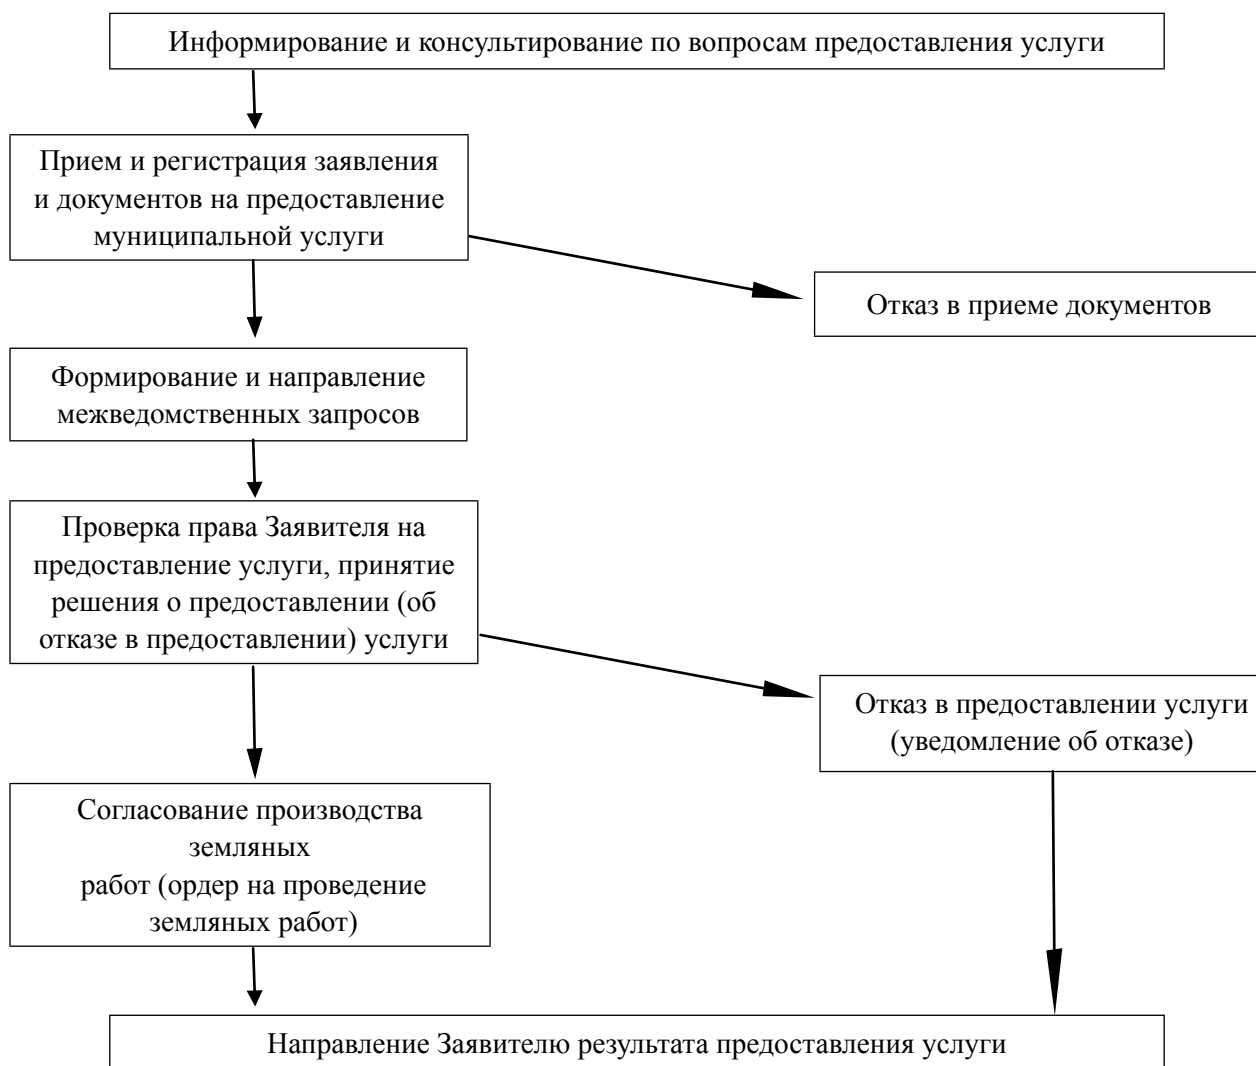 Информирование и консультирование по вопросам предоставления услуги
Прием и регистрация заявления
и документов на предоставление
муниципальной услуги
Отказ в приеме документов
Формирование и направление
межведомственных запросов
Проверка права Заявителя на
предоставление услуги, принятие
решения о предоставлении (об
отказе в предоставлении) услуги
Отказ в предоставлении услуги
(уведомление об отказе)
Согласование производства
земляных
работ (ордер на проведение
земляных работ)
Направление Заявителю результата предоставления услуги